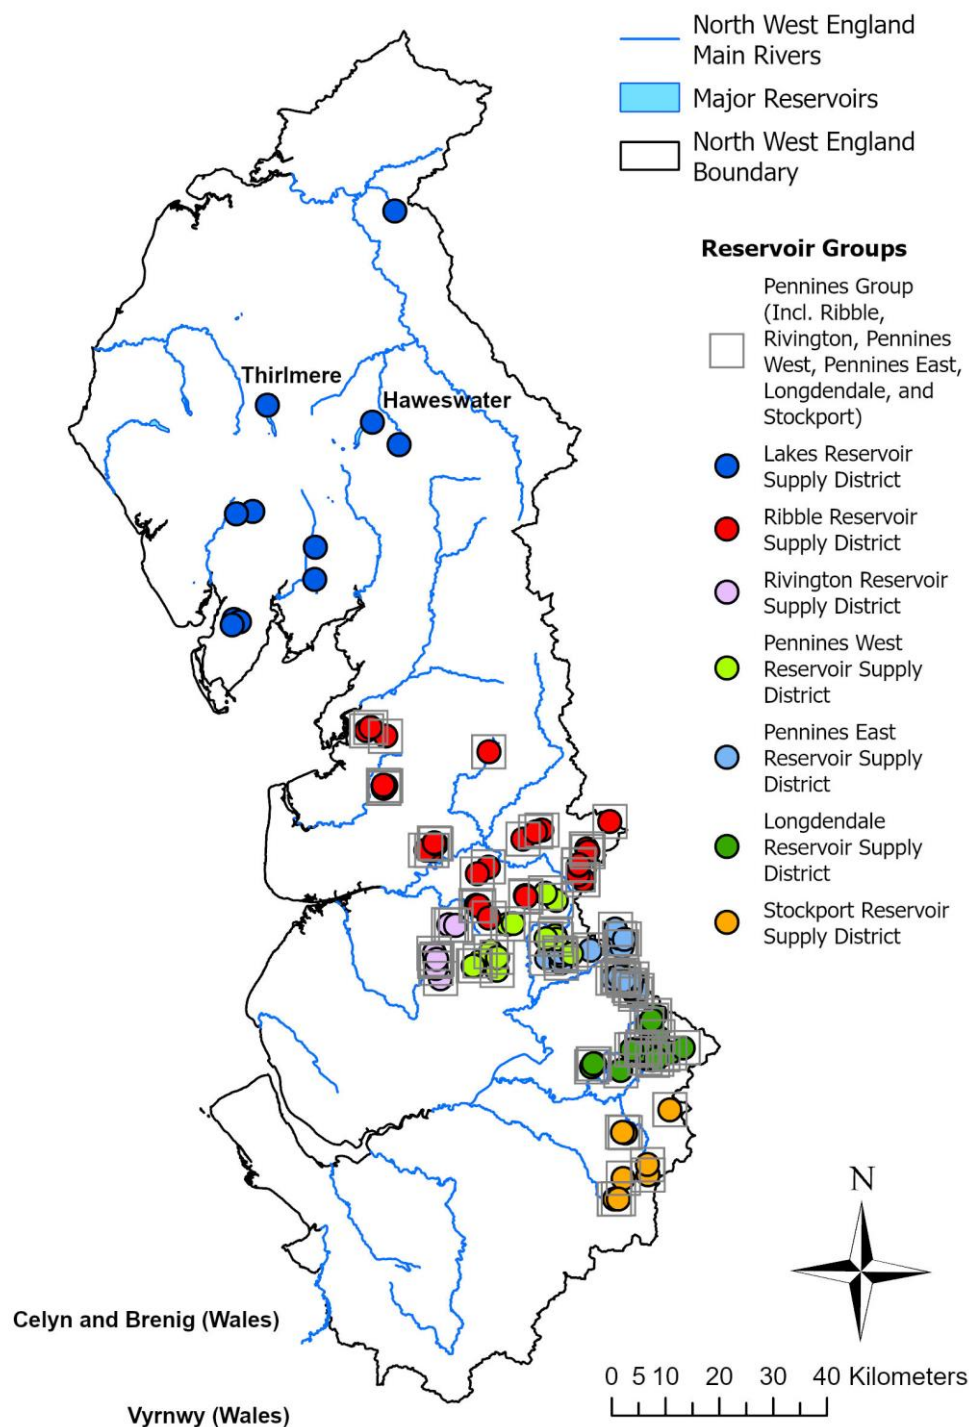 North West England
Main Rivers
Major Reservoirs
North West England
Boundary
Reservoir Groups
Pennines Group
(Incl. Ribble,
Rivington, Pennines
West, Pennines East,
Longdendale, and
Stockport)
Lakes Reservoir
Supply District
Ribble Reservoir
Supply District
Rivington Reservoir
Supply District
Pennines West
Reservoir Supply
District
Pennines East
Reservoir Supply
District
Longdendale
Reservoir Supply
District
Stockport Reservoir
Supply District
Thirlmere
Haweswater
N
Celyn and Brenig (Wales)
Vyrnwy (Wales)
0 5 10 20 30 40 Kilometers